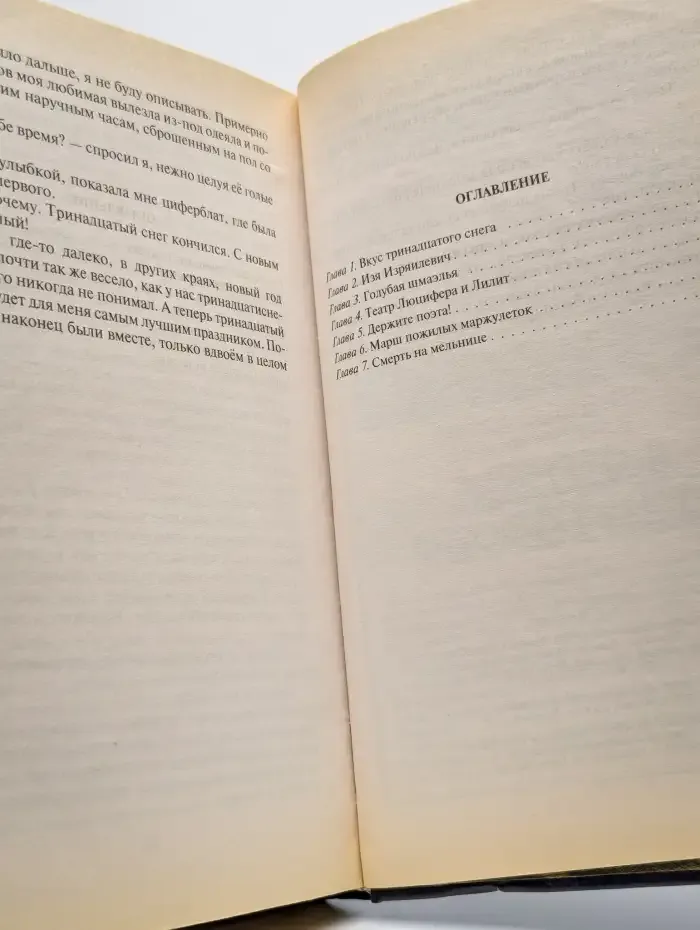 ло дальше, я не буду описывать. Примерно
ов моя любимая вылезла из-под одеяла и по-
им наручным часам, сброшенным на пол со
бе время? — спросил я, нежно целуя её голые
улыбкой, показала мне циферблат, где была
первого.
очему. Тринадцатый снег кончился. С новым
ный!
где-то далеко, в других краях, новый год
почти так же весело, как у нас тринадцатисне-
о никогда не понимал. А теперь тринадцатый
удет для меня самым лучшим праздником. По-
наконец были вместе, только вдвоём в целом
ОГЛАВЛЕНИЕ
Глава 1. Вкус тринадцатого снега
Глава 2. Изя Изряилевич
Глава 3. Голубая шмаэлья
Глава 4. Театр Люцифера и Лилит
Глава 5. Держите поэта!
Глава 6. Марш пожилых маржулеток
Глава 7. Смерть на мельнице